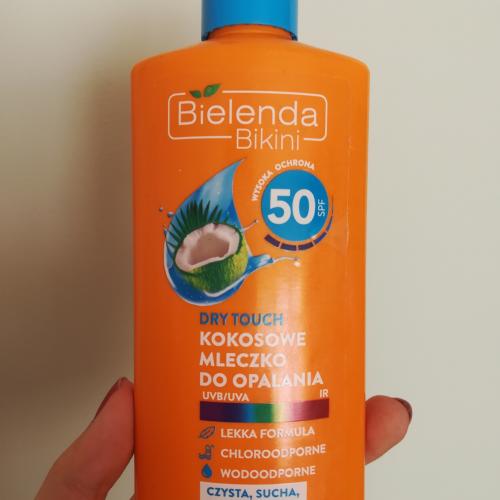 Bielenda
Bikini
WYSOKA OCHRONA
50 SPF
DRY TOUCH
KOKOSOWE
MLECZKO
DO OPALANIA
UVB/UVA IR
LEKKA FORMUŁA
CHLOROODPORNE
WODOODPORNE
CZYSTA, SUCHA,